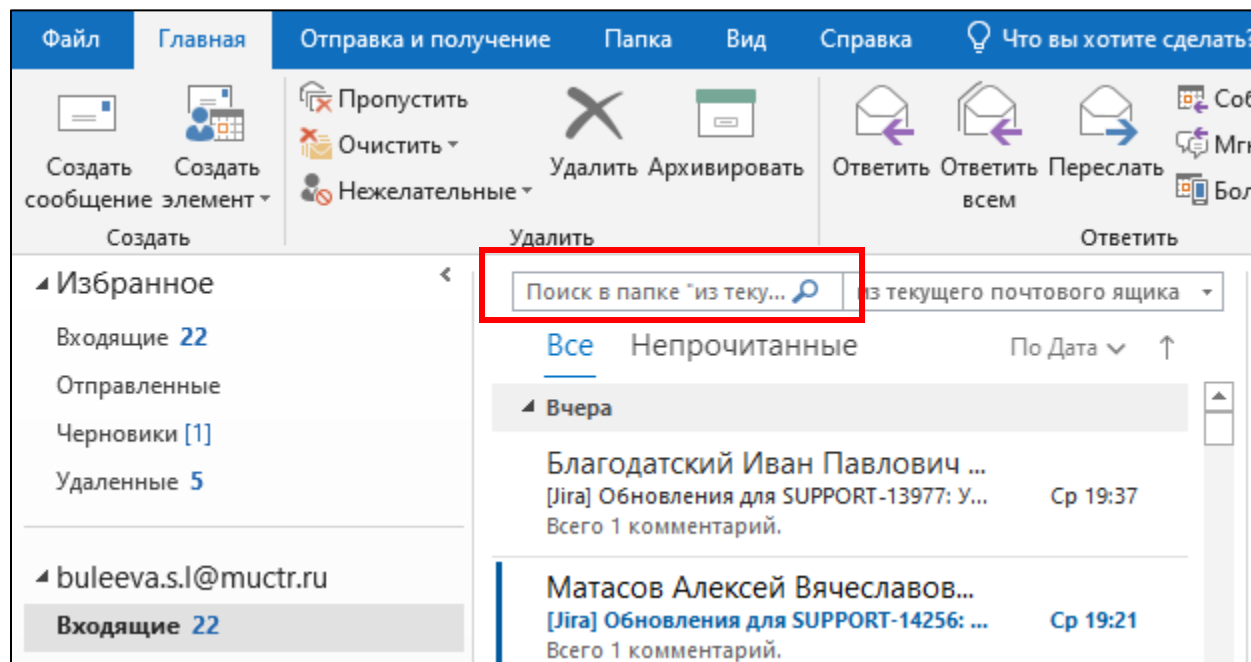 Файл Главная Отправка и получение Папка Вид Справка Что вы хотите сделать?
Создать сообщение
Создать элемент
Создать
Пропустить
Очистить
Нежелательные
Удалить
Архивировать
Удалить
Ответить
Ответить всем
Переслать
Ответить
Избранное
Входящие 22
Отправленные
Черновики [1]
Удаленные 5
buleeva.s.l@muctr.ru
Входящие 22
Поиск в папке "из теку...
из текущего почтового ящика
Все Непрочитанные По Дата
Вчера
Благодатский Иван Павлович ...
[Jira] Обновления для SUPPORT-13977: У... Ср 19:37
Всего 1 комментарий.
Матасов Алексей Вячеславов...
[Jira] Обновления для SUPPORT-14256: ... Ср 19:21
Всего 1 комментарий.